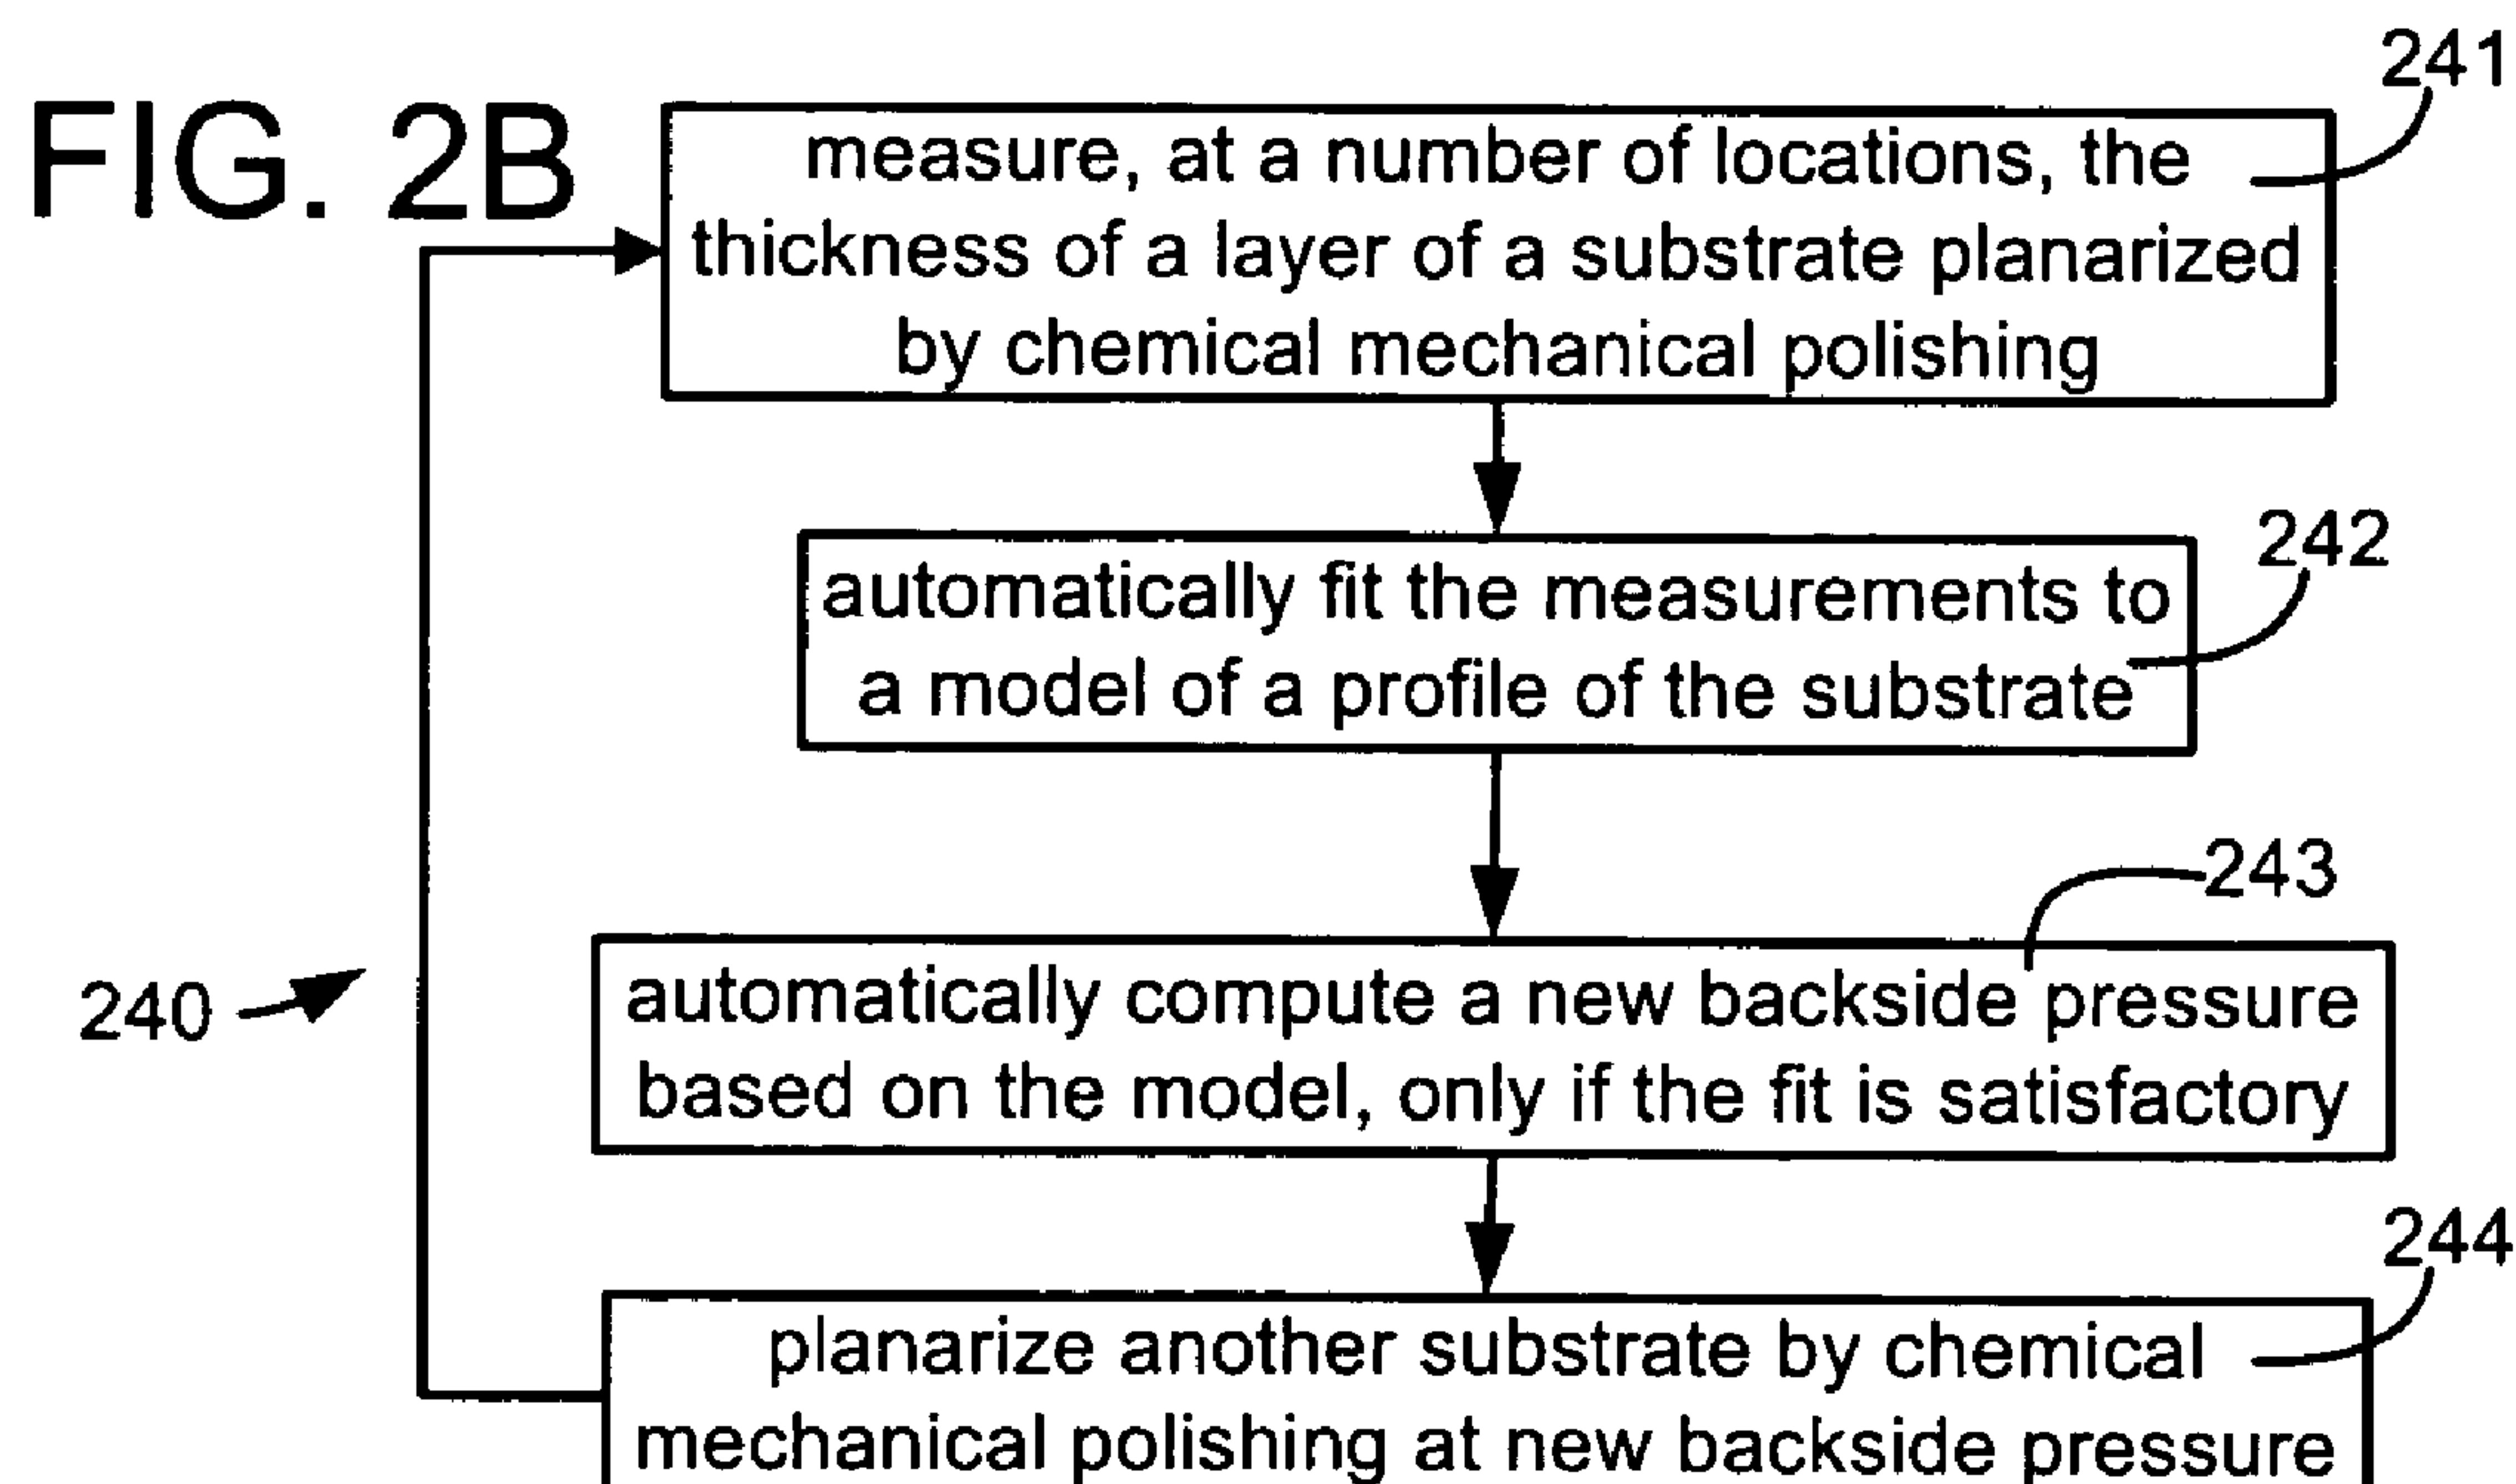 FIG. 2B
241
measure, at a number of locations, the
thickness of a layer of a substrate planarized
by chemical mechanical polishing
242
automatically fit the measurements to
a model of a profile of the substrate
243
automatically compute a new backside pressure
based on the model, only if the fit is satisfactory
240
244
planarize another substrate by chemical
mechanical polishing at new backside pressure